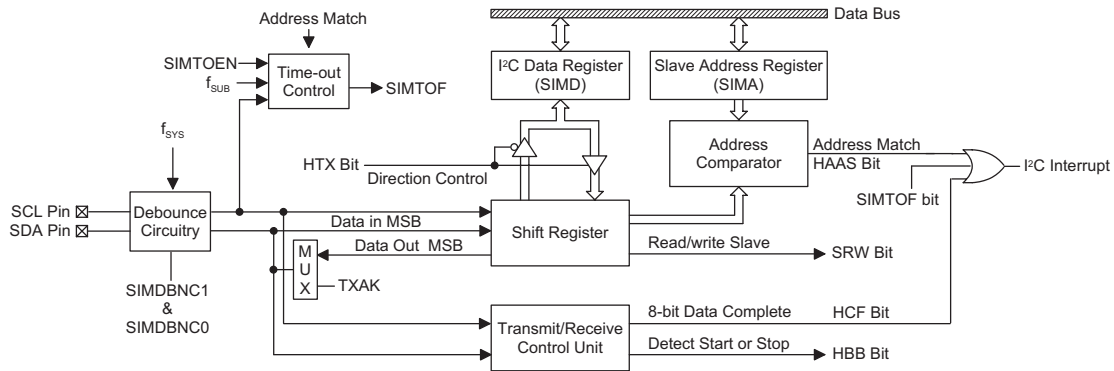 Data Bus
Address Match
SIMTOEN
fSUB
Time-out
Control
SIMTOF
I²C Data Register
(SIMD)
Slave Address Register
(SIMA)
fSYS
HTX Bit
Direction Control
Address
Comparator
Address Match
HAAS Bit
SIMTOF bit
I²C Interrupt
SCL Pin
SDA Pin
Debounce
Circuitry
SIMDBNC1
&
SIMDBNC0
Data in MSB
Data Out MSB
M
U
X
TXAK
Shift Register
Read/write Slave
SRW Bit
Transmit/Receive
Control Unit
8-bit Data Complete
HCF Bit
Detect Start or Stop
HBB Bit